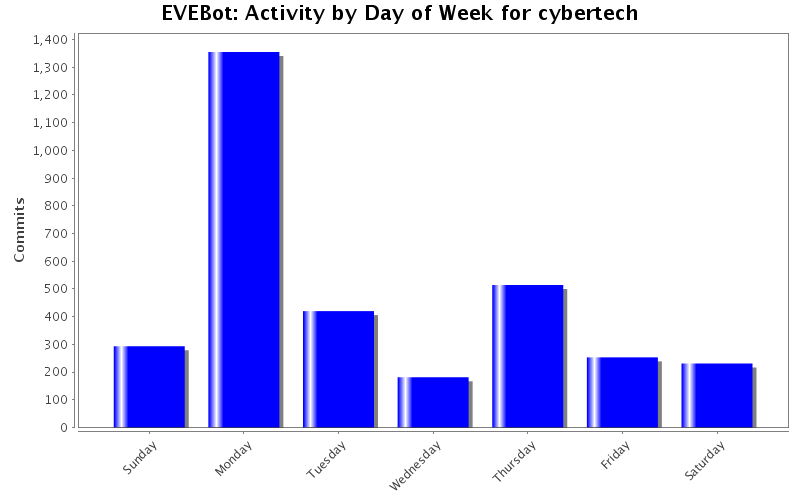 EVEBot: Activity by Day of Week for cybertech
1,400
1,300
1,200
1,100
1,000
900
800
700
600
500
400
300
200
100
0
Commits
Sunday
Monday
Tuesday
Wednesday
Thursday
Friday
Saturday